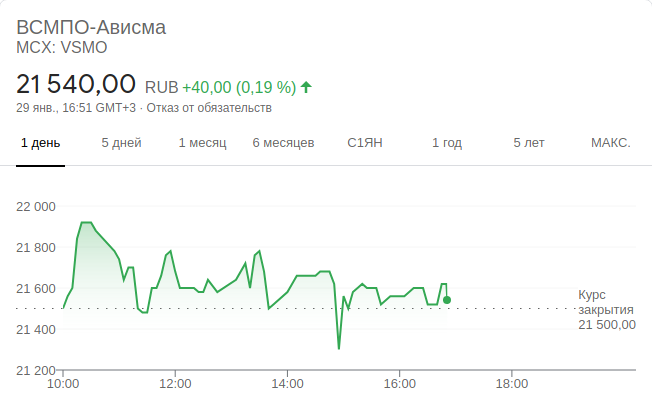 ВСМПО-Ависма
MCX: VSMO
21 540,00 RUB +40,00 (0,19 %)
29 янв., 16:51 GMT+3 · Отказ от обязательств
1 день 5 дней 1 месяц 6 месяцев С1ЯН 1 год 5 лет МАКС.
22 000
21 800
21 600
21 400
21 200
Курс
закрытия
21 500,00
10:00 12:00 14:00 16:00 18:00